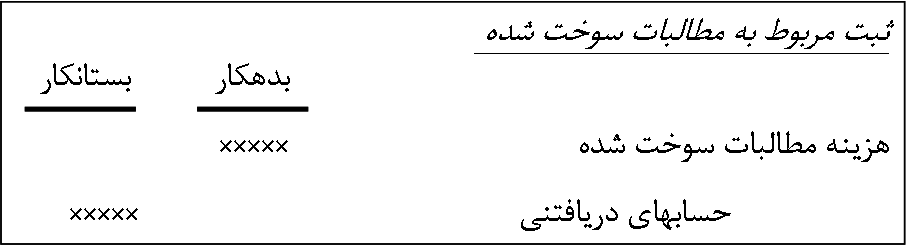 ثبت مربوط به مطالبات سوخت شده
بدهکار بستانکار
هزینه مطالبات سوخت شده ×××××
حسابهای دریافتنی ×××××